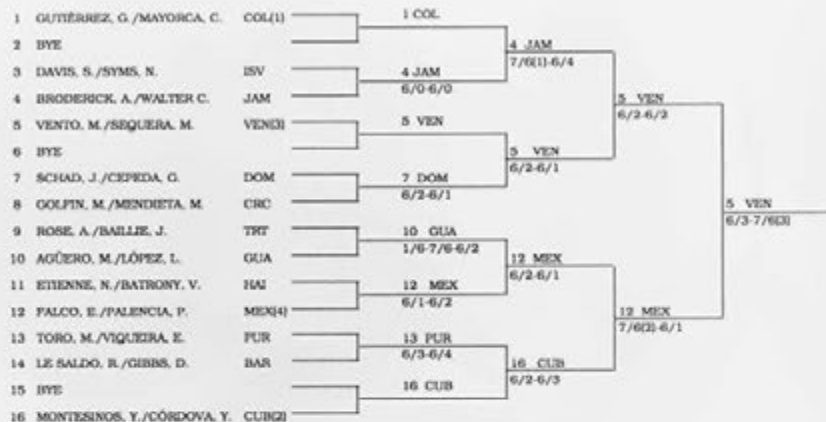 1 GUTIÉRREZ, G./MAYORCA, C. COL(1)
2 BYE
3 DAVIS, S./SYMS, N. ISV
4 BRODERICK, A./WALTER C. JAM
5 VENTO, M./SEQUERA, M. VEN(3)
6 BYE
7 SCHAD, J./CEPEDA, G. DOM
8 GOLFIN, M./MENDIETA, M. CRC
9 ROSE, A./BAILLIE, J. TRT
10 AGÜERO, M./LÓPEZ, L. GUA
11 ETIENNE, N./BATRONY, V. HAI
12 FALCO, E./PALENCIA, P. MEX(4)
13 TORO, M./VIQUEIRA, E. PUR
14 LE SALDO, R./GIBBS, D. BAR
15 BYE
16 MONTESINOS, Y./CÓRDOVA, Y. CUB(2)
1 COL
4 JAM
6/0-6/0
5 VEN
7 DOM
6/2-6/1
10 GUA
1/6-7/6-6/2
12 MEX
6/1-6/2
13 PUR
6/3-6/4
16 CUB
4 JAM
7/6(1)-6/4
5 VEN
6/2-6/1
12 MEX
6/2-6/1
16 CUB
6/2-6/3
5 VEN
6/2-6/2
12 MEX
7/6(2)-6/1
5 VEN
6/3-7/6(3)